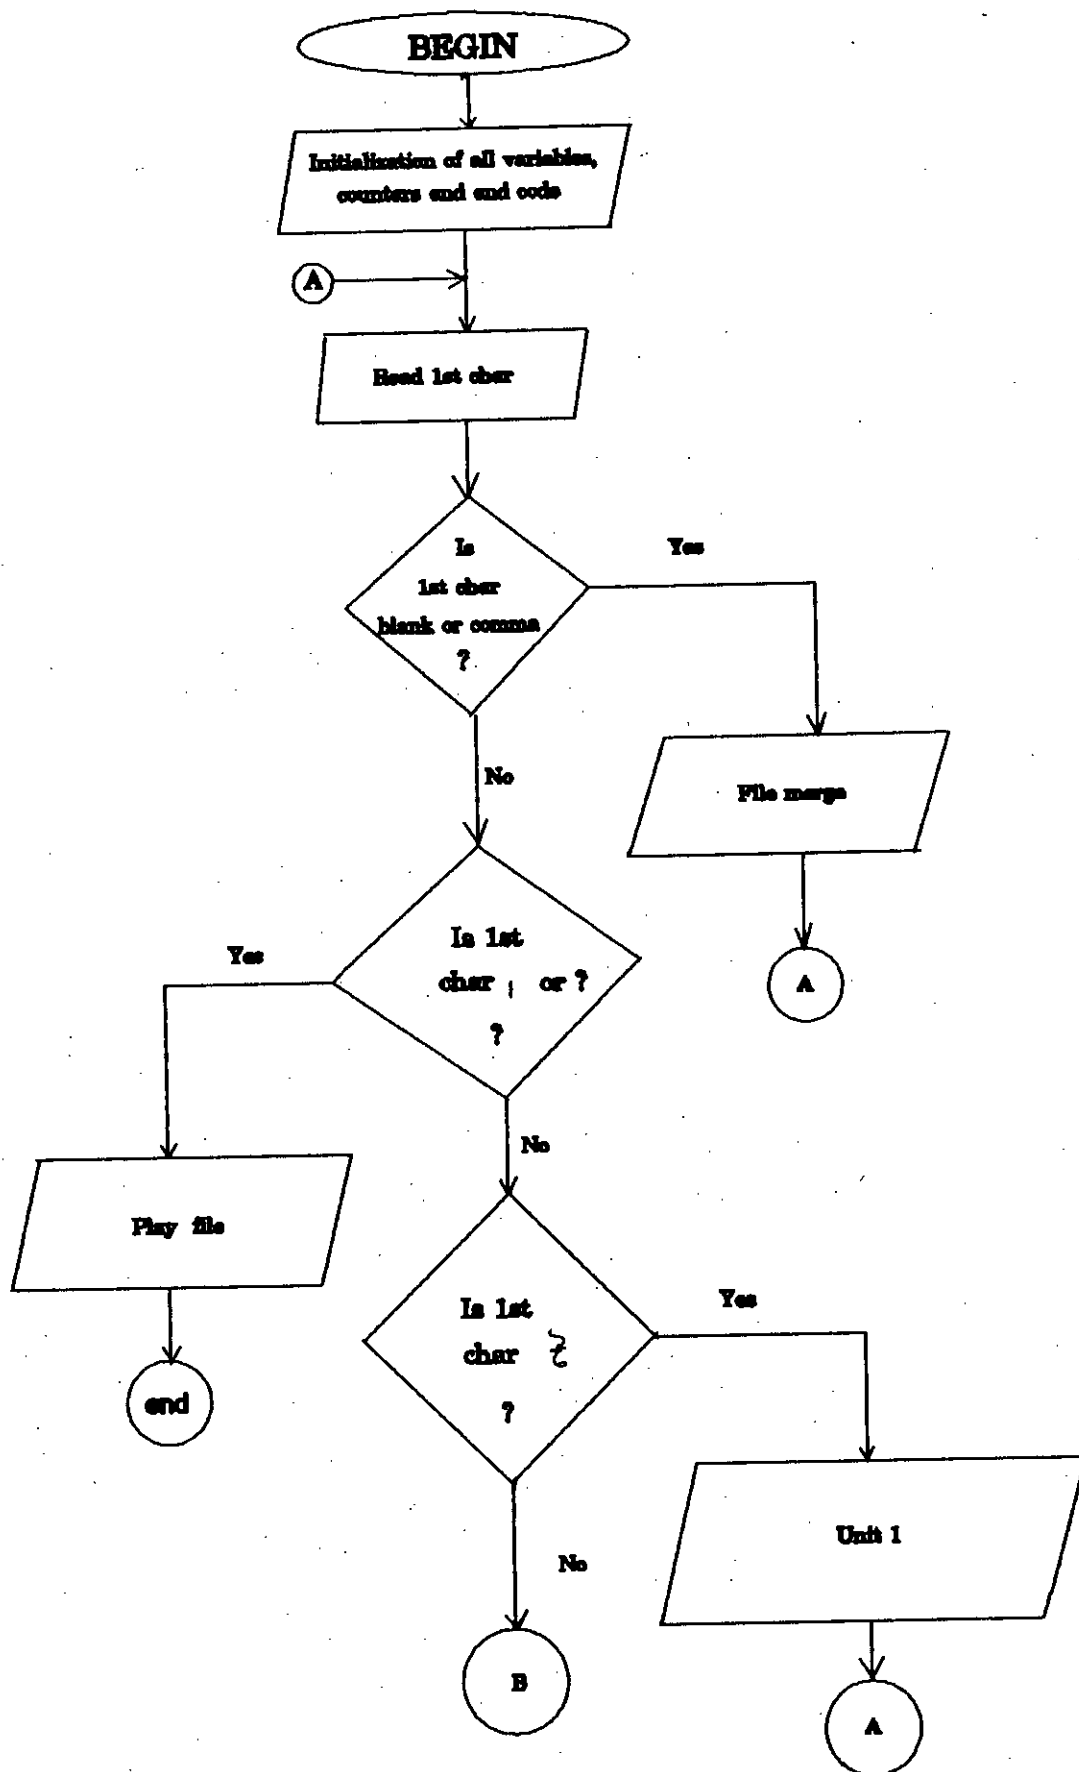 BEGIN
Initialization of all variables,
counters end end code
A
Read 1st char
Is
1st char
blank or comma
?
Yes
No
File merge
A
Is 1st
char or ?
?
Yes
No
Play file
end
Is 1st
char
?
Yes
No
Unit 1
B
A